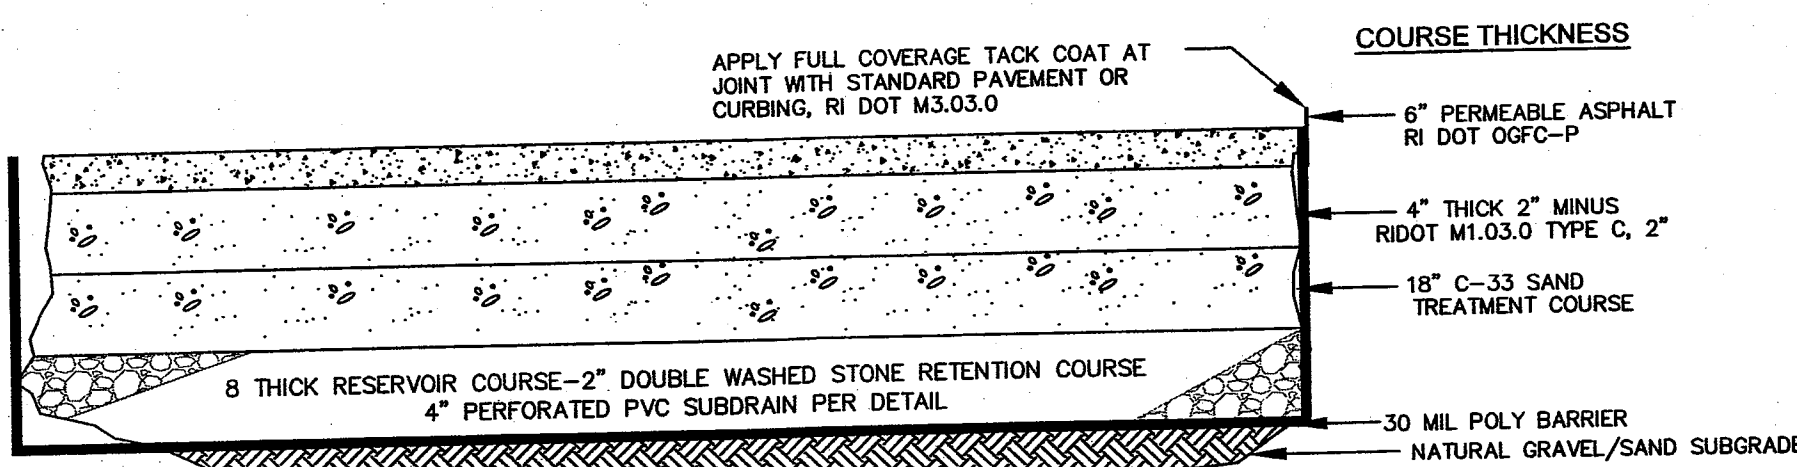 COURSE THICKNESS
APPLY FULL COVERAGE TACK COAT AT
JOINT WITH STANDARD PAVEMENT OR
CURBING, RI DOT M3.03.0
6" PERMEABLE ASPHALT
RI DOT OGFC-P
4" THICK 2" MINUS
RIDOT M1.03.0 TYPE C, 2"
18" C-33 SAND
TREATMENT COURSE
8 THICK RESERVOIR COURSE-2" DOUBLE WASHED STONE RETENTION COURSE
4" PERFORATED PVC SUBDRAIN PER DETAIL
30 MIL POLY BARRIER
NATURAL GRAVEL/SAND SUBGRADE